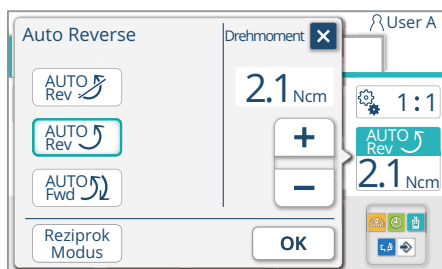 Auto Reverse
Drehmoment
User A
AUTO
Rev
2.1 Ncm
1:1
AUTO
Rev
+
AUTO
Rev
2.1 Ncm
AUTO
Fwd
−
Reziprok
Modus
OK